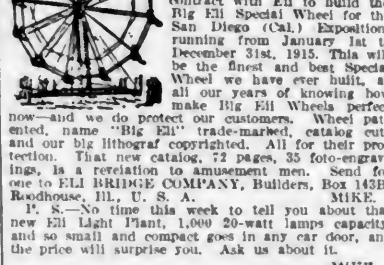 contract with Eli to build the
Big Eli Special Wheel for the
San Diego (Cal.) Exposition
running from January 1st t
December 31st, 1915. This will
be the finest and best Specia
Wheel we have ever built,
all our years of knowing how
make Big Eli Wheels perfec
now—and we do protect our customers. Wheel pat
ented, name "Big Eli" trade-marked, catalog cuts
and our big lithograf copyrighted. All for their pro
tection. That new catalog, 72 pages, 35 foto-engrav
ings, is a revelation to amusement men. Send fo
one to ELI BRIDGE COMPANY, Builders, Box 143B
Roodhouse, Ill., U. S. A. MIKE.
P. S.—No time this week to tell you about tha
new Eli Light Plant, 1,000 20-watt lamps capacity
and so small and compact goes in any car door, an
the price will surprise you. Ask us about it.